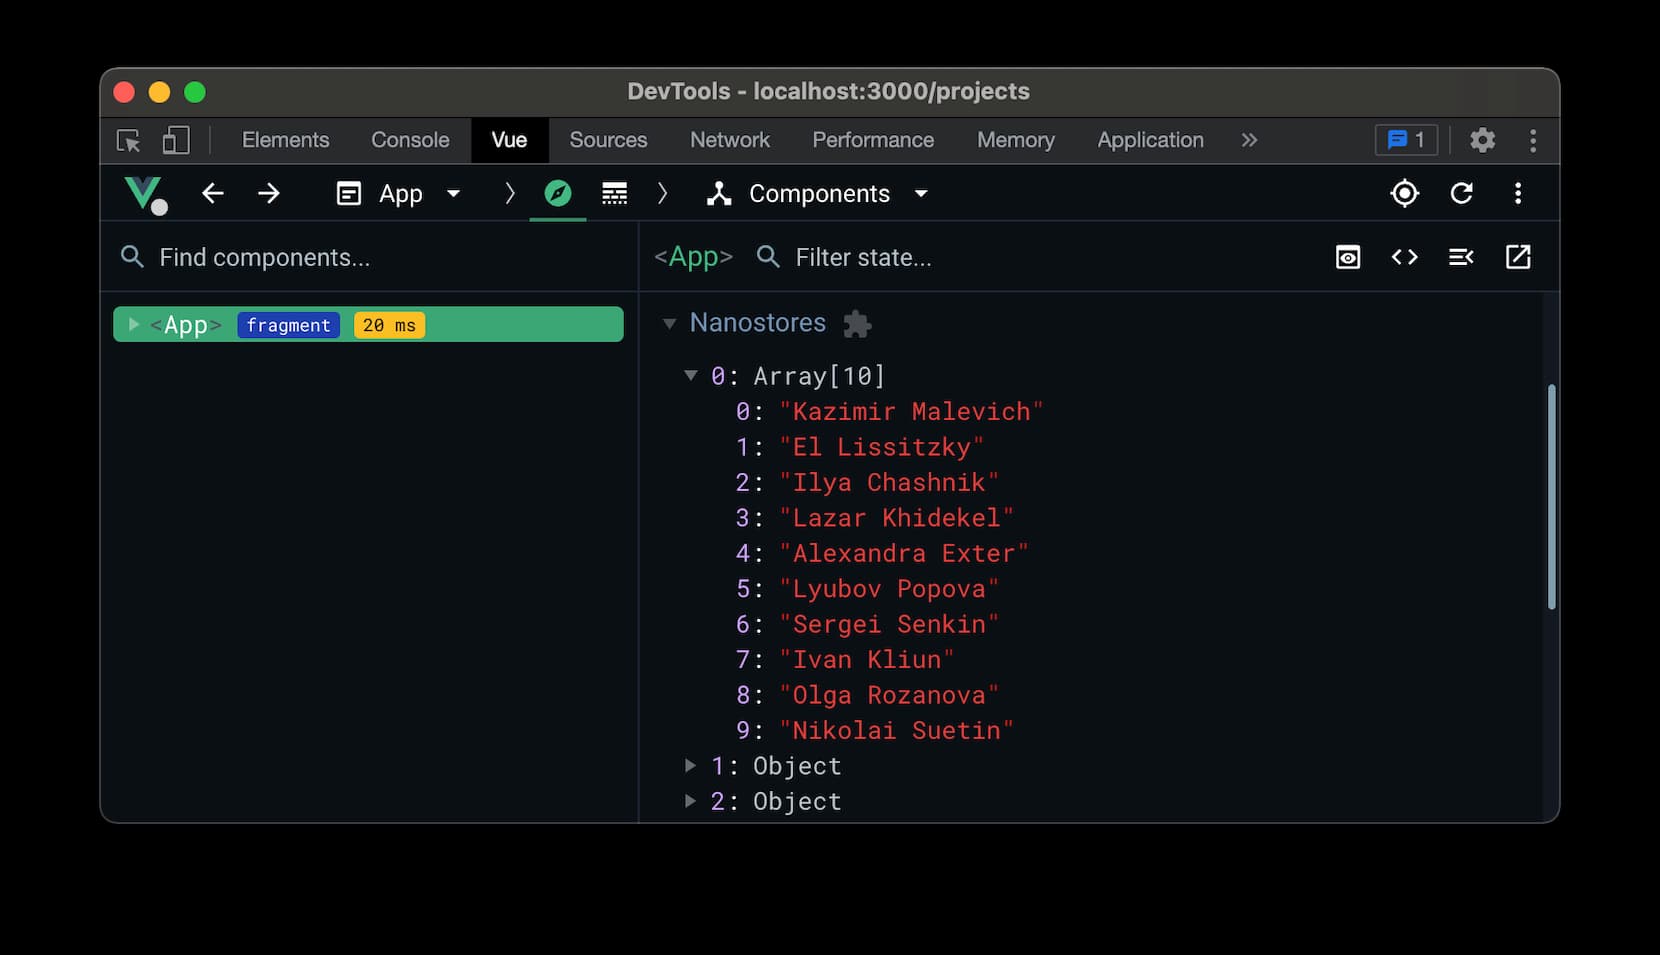 DevTools - localhost:3000/projects
Elements Console Vue Sources Network Performance Memory Application » 1
App Components
Find components...
<App> Filter state...
<App> fragment 20 ms
Nanostores
0: Array[10]
0: "Kazimir Malevich"
1: "El Lissitzky"
2: "Ilya Chashnik"
3: "Lazar Khidekel"
4: "Alexandra Exter"
5: "Lyubov Popova"
6: "Sergei Senkin"
7: "Ivan Kliun"
8: "Olga Rozanova"
9: "Nikolai Suetin"
1: Object
2: Object